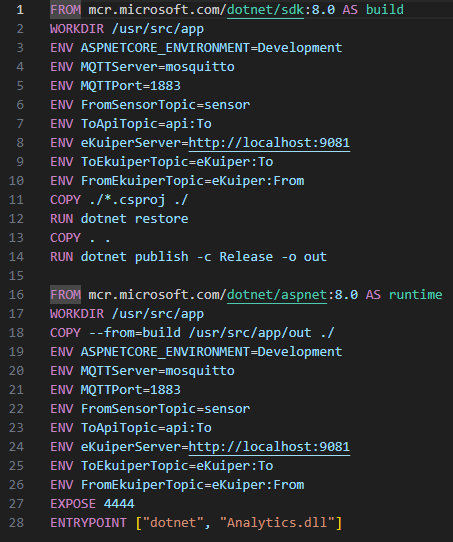 1 FROM mcr.microsoft.com/dotnet/sdk:8.0 AS build
2 WORKDIR /usr/src/app
3 ENV ASPNETCORE_ENVIRONMENT=Development
4 ENV MQTTServer=mosquitto
5 ENV MQTTPort=1883
6 ENV FromSensorTopic=sensor
7 ENV ToApiTopic=api:To
8 ENV eKuiperServer=http://localhost:9081
9 ENV ToEkuiperTopic=eKuiper:To
10 ENV FromEkuiperTopic=eKuiper:From
11 COPY ./*.csproj ./
12 RUN dotnet restore
13 COPY . .
14 RUN dotnet publish -c Release -o out
15
16 FROM mcr.microsoft.com/dotnet/aspnet:8.0 AS runtime
17 WORKDIR /usr/src/app
18 COPY --from=build /usr/src/app/out ./
19 ENV ASPNETCORE_ENVIRONMENT=Development
20 ENV MQTTServer=mosquitto
21 ENV MQTTPort=1883
22 ENV FromSensorTopic=sensor
23 ENV ToApiTopic=api:To
24 ENV eKuiperServer=http://localhost:9081
25 ENV ToEkuiperTopic=eKuiper:To
26 ENV FromEkuiperTopic=eKuiper:From
27 EXPOSE 4444
28 ENTRYPOINT ["dotnet", "Analytics.dll"]